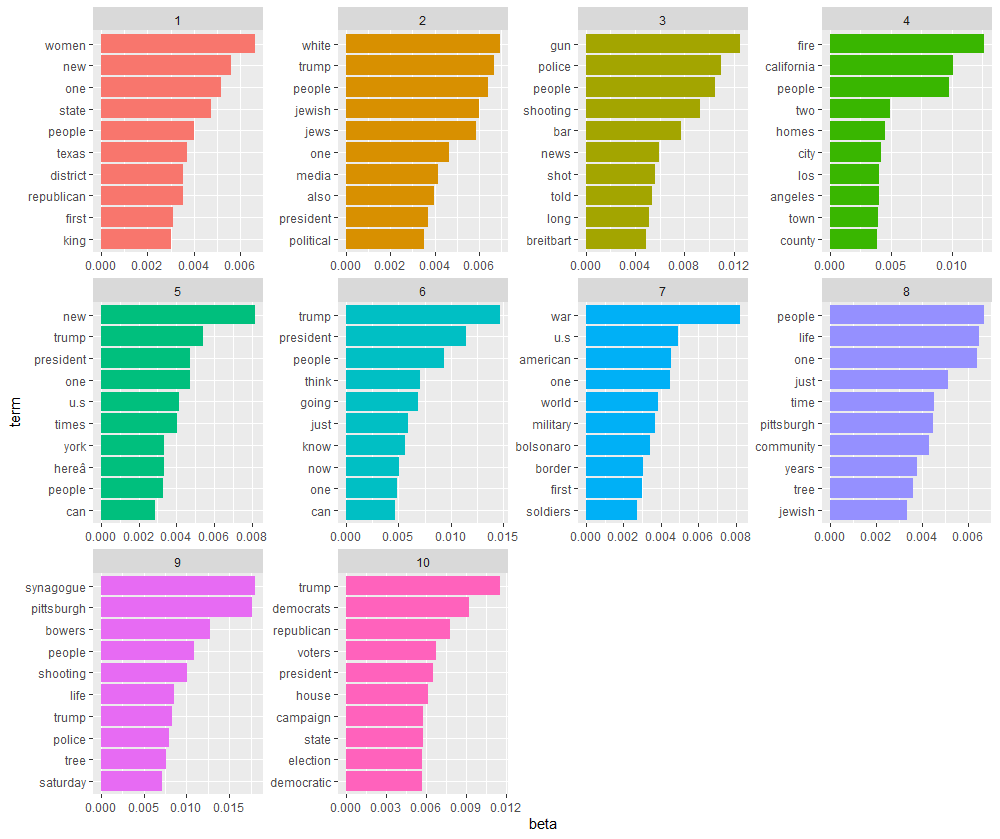 1
women
new
one
state
people
texas
district
republican
first
king
0.000 0.002 0.004 0.006
2
white
trump
people
jewish
jews
one
media
also
president
political
0.000 0.002 0.004 0.006
3
gun
police
people
shooting
bar
news
shot
told
long
breitbart
0.000 0.004 0.008 0.012
4
fire
california
people
two
homes
city
los
angeles
town
county
0.000 0.005 0.010
5
new
trump
president
one
u.s
times
york
hereâ
people
can
0.000 0.002 0.004 0.006 0.008
6
trump
president
people
think
going
just
know
now
one
can
0.000 0.005 0.010 0.015
7
war
u.s
american
one
world
military
bolsonaro
border
first
soldiers
0.000 0.002 0.004 0.006 0.008
8
people
life
one
just
time
pittsburgh
community
years
tree
jewish
0.000 0.002 0.004 0.006
9
synagogue
pittsburgh
bowers
people
shooting
life
trump
police
tree
saturday
0.000 0.005 0.010 0.015
10
trump
democrats
republican
voters
president
house
campaign
state
election
democratic
0.000 0.003 0.006 0.009 0.012
term
beta